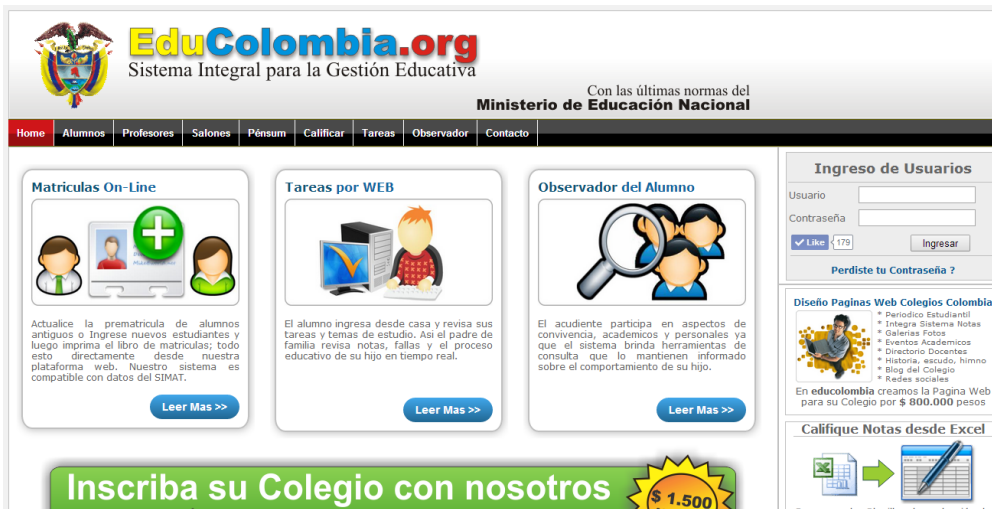 EduColombia.org
Sistema Integral para la Gestión Educativa
Con las últimas normas del
Ministerio de Educación Nacional
Home Alumnos Profesores Salones Pénsum Calificar Tareas Observador Contacto
Matriculas On-Line
Actualice la prematricula de alumnos
antiguos o Ingrese nuevos estudiantes y
luego imprima el libro de matriculas; todo
esto directamente desde nuestra
plataforma web. Nuestro sistema es
compatible con datos del SIMAT.
Leer Mas >>
Tareas por WEB
El alumno ingresa desde casa y revisa sus
tareas y temas de estudio. Asi el padre de
familia revisa notas, fallas y el proceso
educativo de su hijo en tiempo real.
Leer Mas >>
Observador del Alumno
El acudiente participa en aspectos de
convivencia, academicos y personales ya
que el sistema brinda herramientas de
consulta que lo mantienen informado
sobre el comportamiento de su hijo.
Leer Mas >>
Inscriba su Colegio con nosotros
$ 1.500
Ingreso de Usuarios
Usuario
Contraseña
Like 179
Ingresar
Perdiste tu Contraseña ?
Diseño Paginas Web Colegios Colombia
* Periodico Estudiantil
* Integra Sistema Notas
* Galerias Fotos
* Eventos Academicos
* Directorio Docentes
* Historia, escudo, himno
* Blog del Colegio
* Redes sociales
En educolombia creamos la Pagina Web
para su Colegio por $ 800.000 pesos
Califique Notas desde Excel